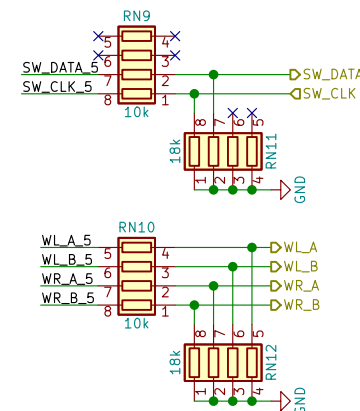 RN9
5 4
6 3
SW_DATA_5 7 2 SW_DATA
SW_CLK_5 8 1 SW_CLK
10k
8 7 6 5
18k RN11
1 2 3 4
GND
RN10
WL_A_5 5 4 WL_A
WL_B_5 6 3 WL_B
WR_A_5 7 2 WR_A
WR_B_5 8 1 WR_B
10k
8 7 6 5
18k RN12
1 2 3 4
GND